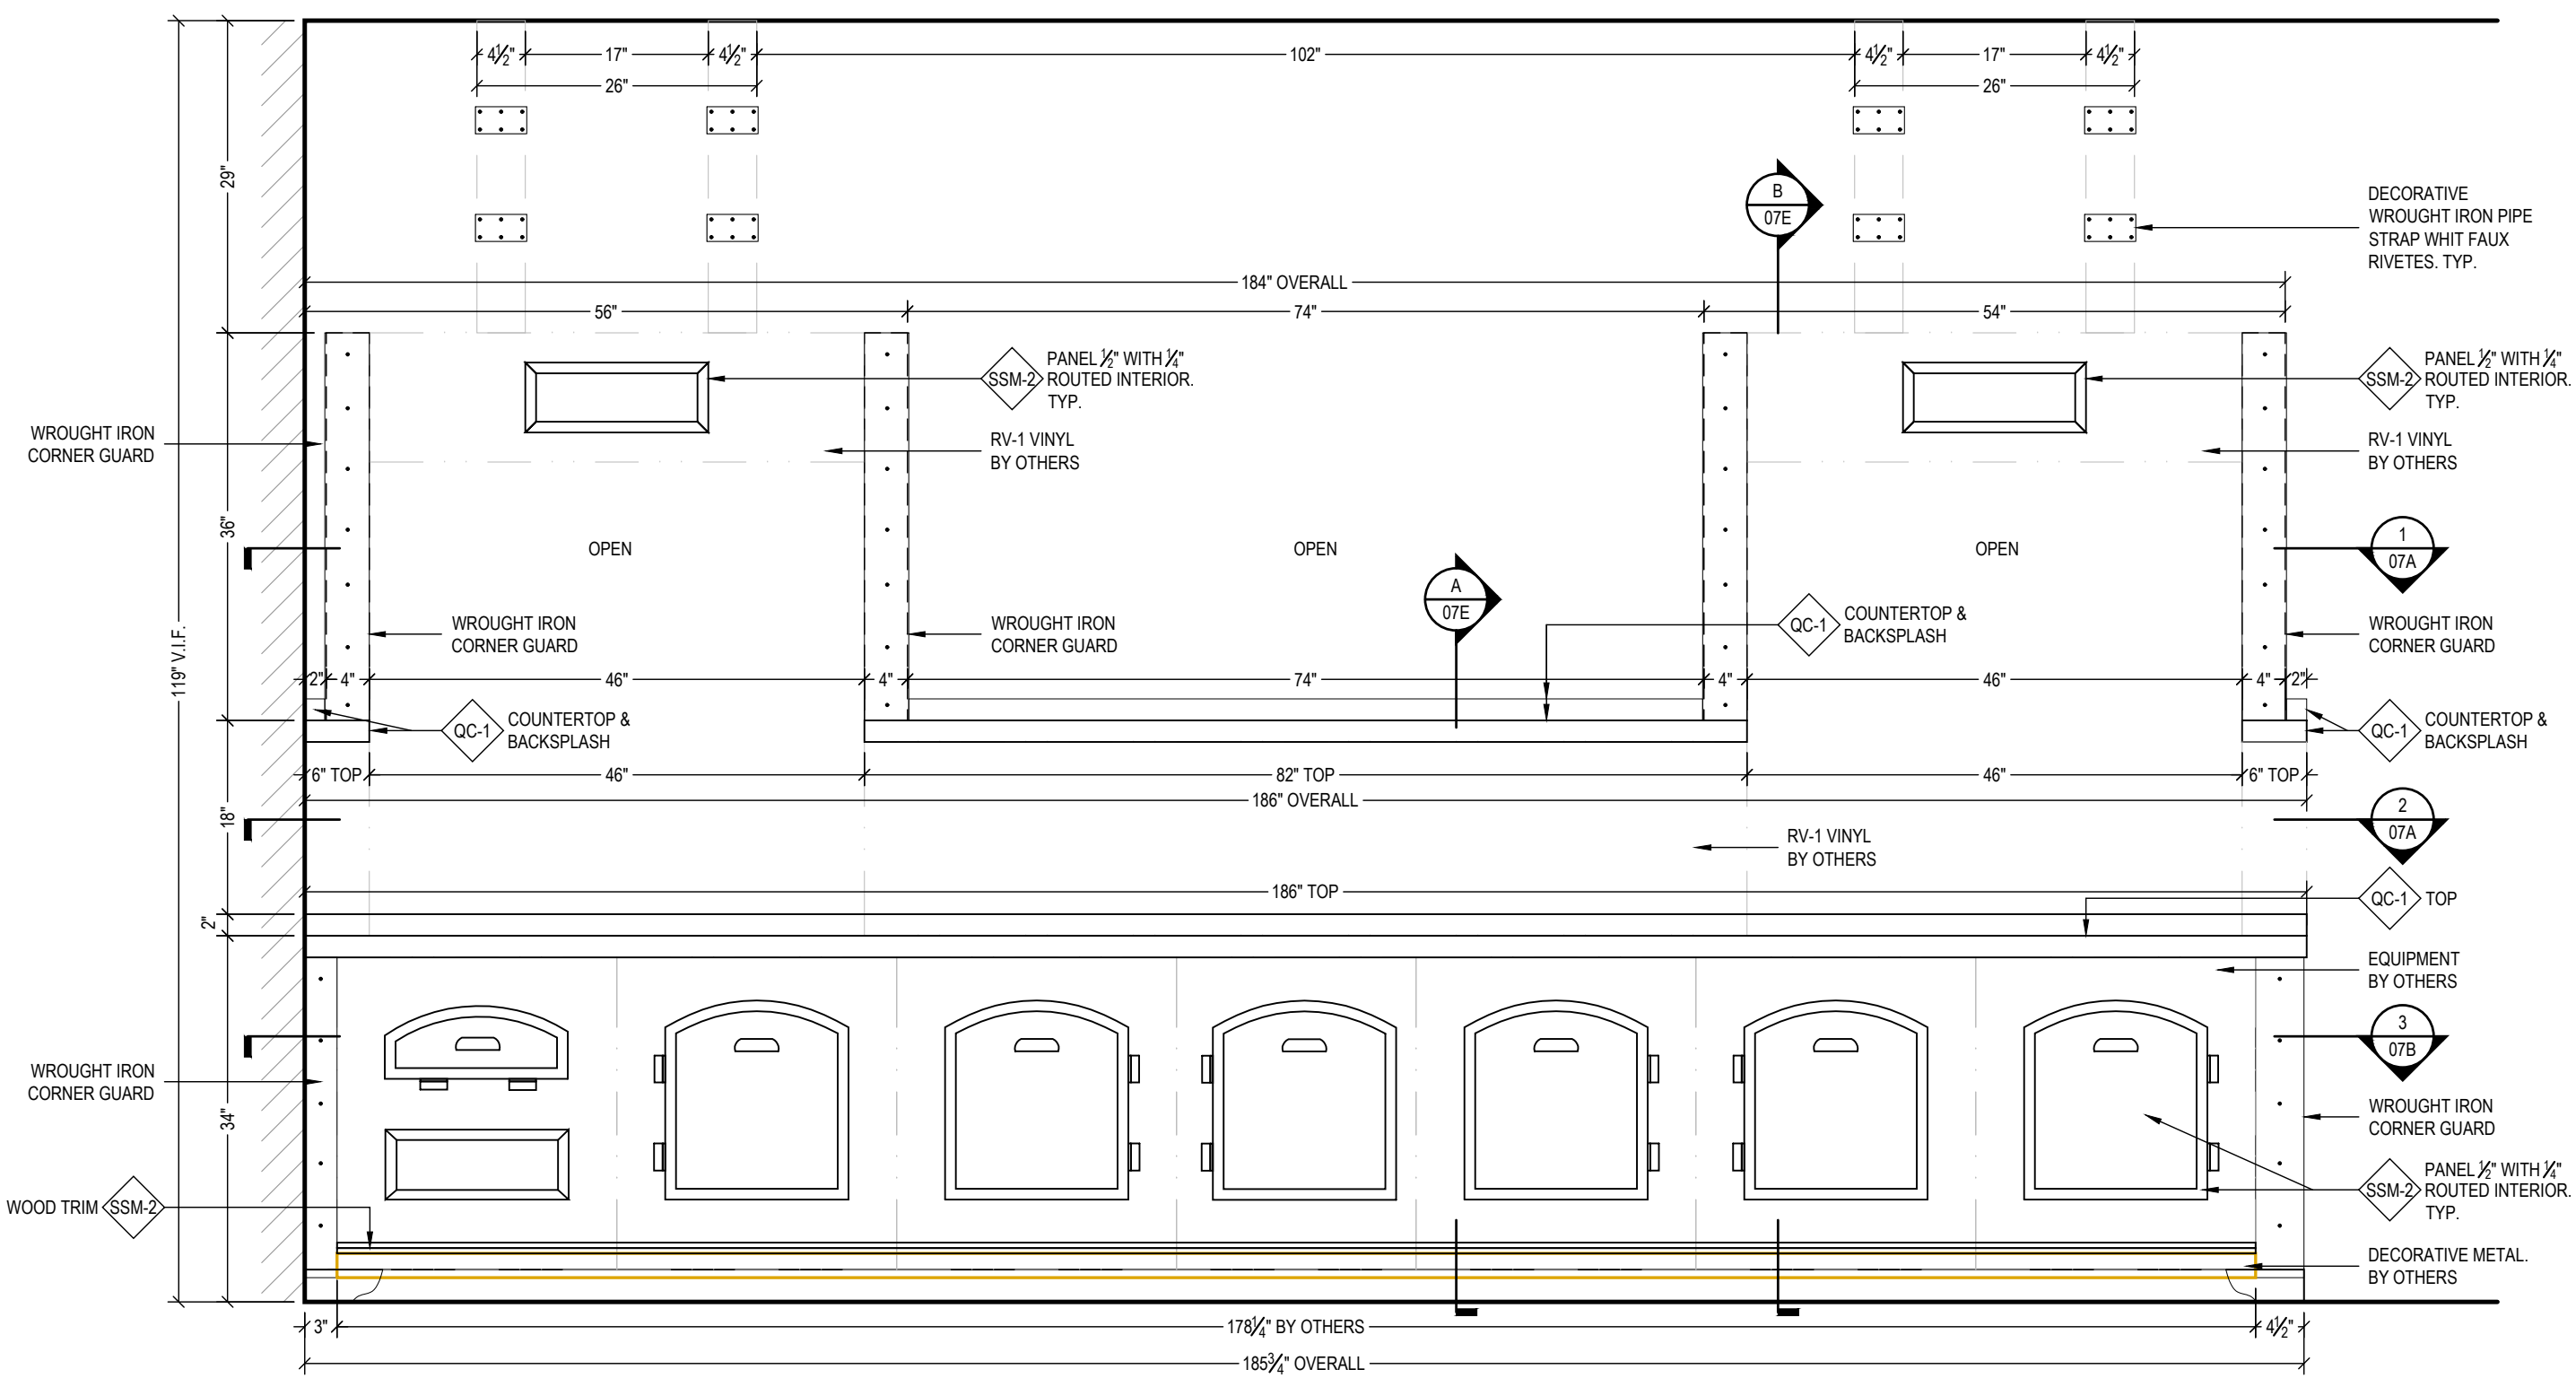 4½"
17"
4½"
102"
4½"
17"
4½"
26"
26"
29"
B
07E
DECORATIVE
WROUGHT IRON PIPE
STRAP WHIT FAUX
RIVETES. TYP.
184" OVERALL
56"
74"
54"
SSM-2
PANEL ½" WITH ¼"
ROUTED INTERIOR.
TYP.
SSM-2
PANEL ½" WITH ¼"
ROUTED INTERIOR.
TYP.
WROUGHT IRON
CORNER GUARD
RV-1 VINYL
BY OTHERS
RV-1 VINYL
BY OTHERS
36"
OPEN
OPEN
OPEN
1
07A
A
07E
WROUGHT IRON
CORNER GUARD
WROUGHT IRON
CORNER GUARD
QC-1
COUNTERTOP &
BACKSPLASH
WROUGHT IRON
CORNER GUARD
119" V.I.F.
2"
4"
46"
4"
74"
4"
46"
4"
2"
QC-1
COUNTERTOP &
BACKSPLASH
QC-1
COUNTERTOP &
BACKSPLASH
6" TOP
46"
82" TOP
46"
6" TOP
186" OVERALL
18"
2
07A
RV-1 VINYL
BY OTHERS
186" TOP
QC-1
TOP
2"
EQUIPMENT
BY OTHERS
3
07B
WROUGHT IRON
CORNER GUARD
34"
WROUGHT IRON
CORNER GUARD
SSM-2
PANEL ½" WITH ¼"
ROUTED INTERIOR.
TYP.
WOOD TRIM
SSM-2
DECORATIVE METAL.
BY OTHERS
3"
178¼" BY OTHERS
4½"
185¾" OVERALL